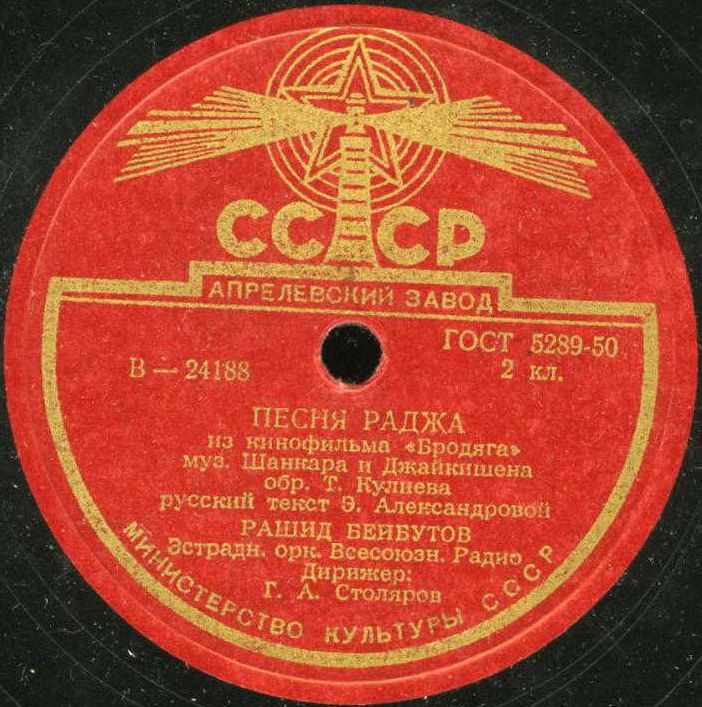 СССР
АПРЕЛЕВСКИЙ ЗАВОД
ГОСТ 5289-50
В — 24188
2 кл.
ПЕСНЯ РАДЖА
из кинофильма «Бродяга»
муз. Шанкара и Джайкишена
обр. Т. Кулиева
русский текст Э. Александровой
РАШИД БЕЙБУТОВ
Эстрадн. орк. Всесоюзн. Радио
Дирижер:
Г. А. Столяров
МИНИСТЕРСТВО КУЛЬТУРЫ СССР